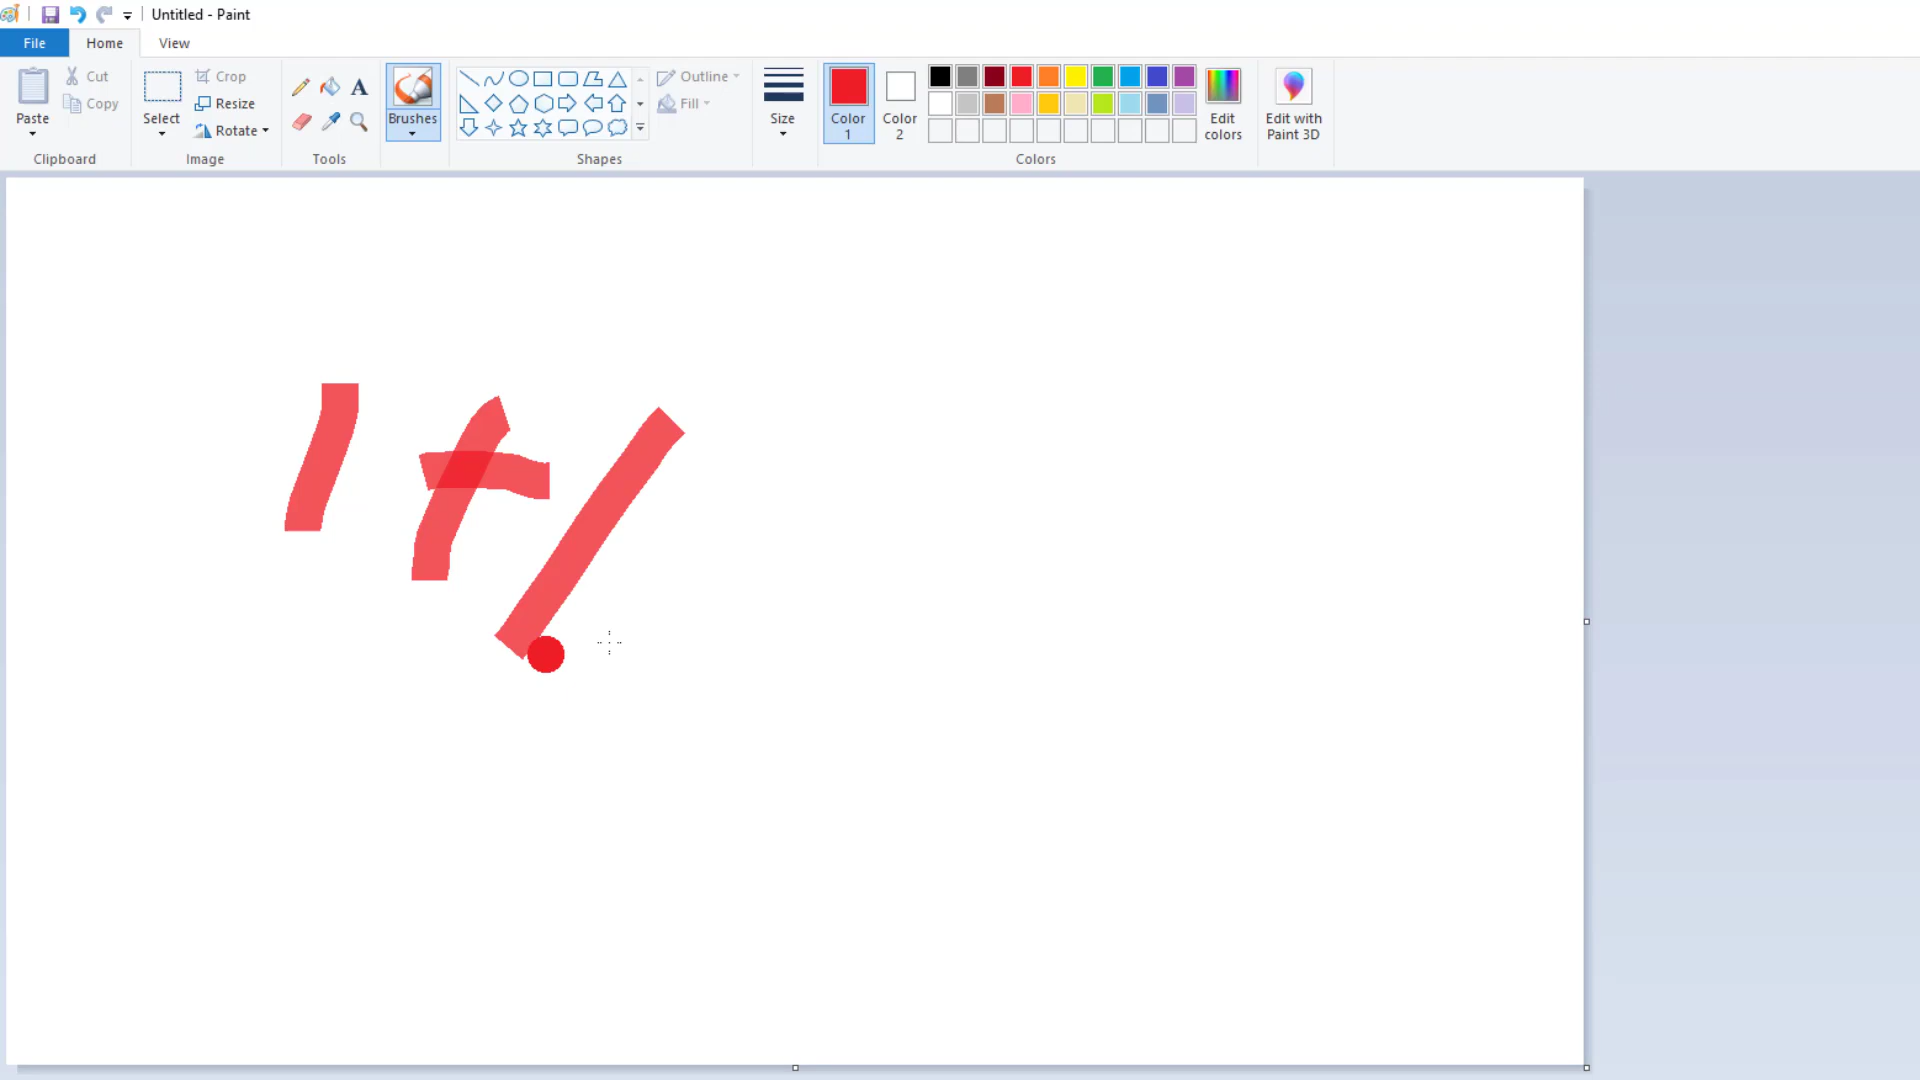 Untitled - Paint
File Home View
Paste
Cut
Copy
Clipboard
Select
Crop
Resize
Rotate
Image
A
Tools
Brushes
Outline
Fill
Shapes
Size
Color 1
Color 2
Edit colors
Colors
Edit with Paint 3D